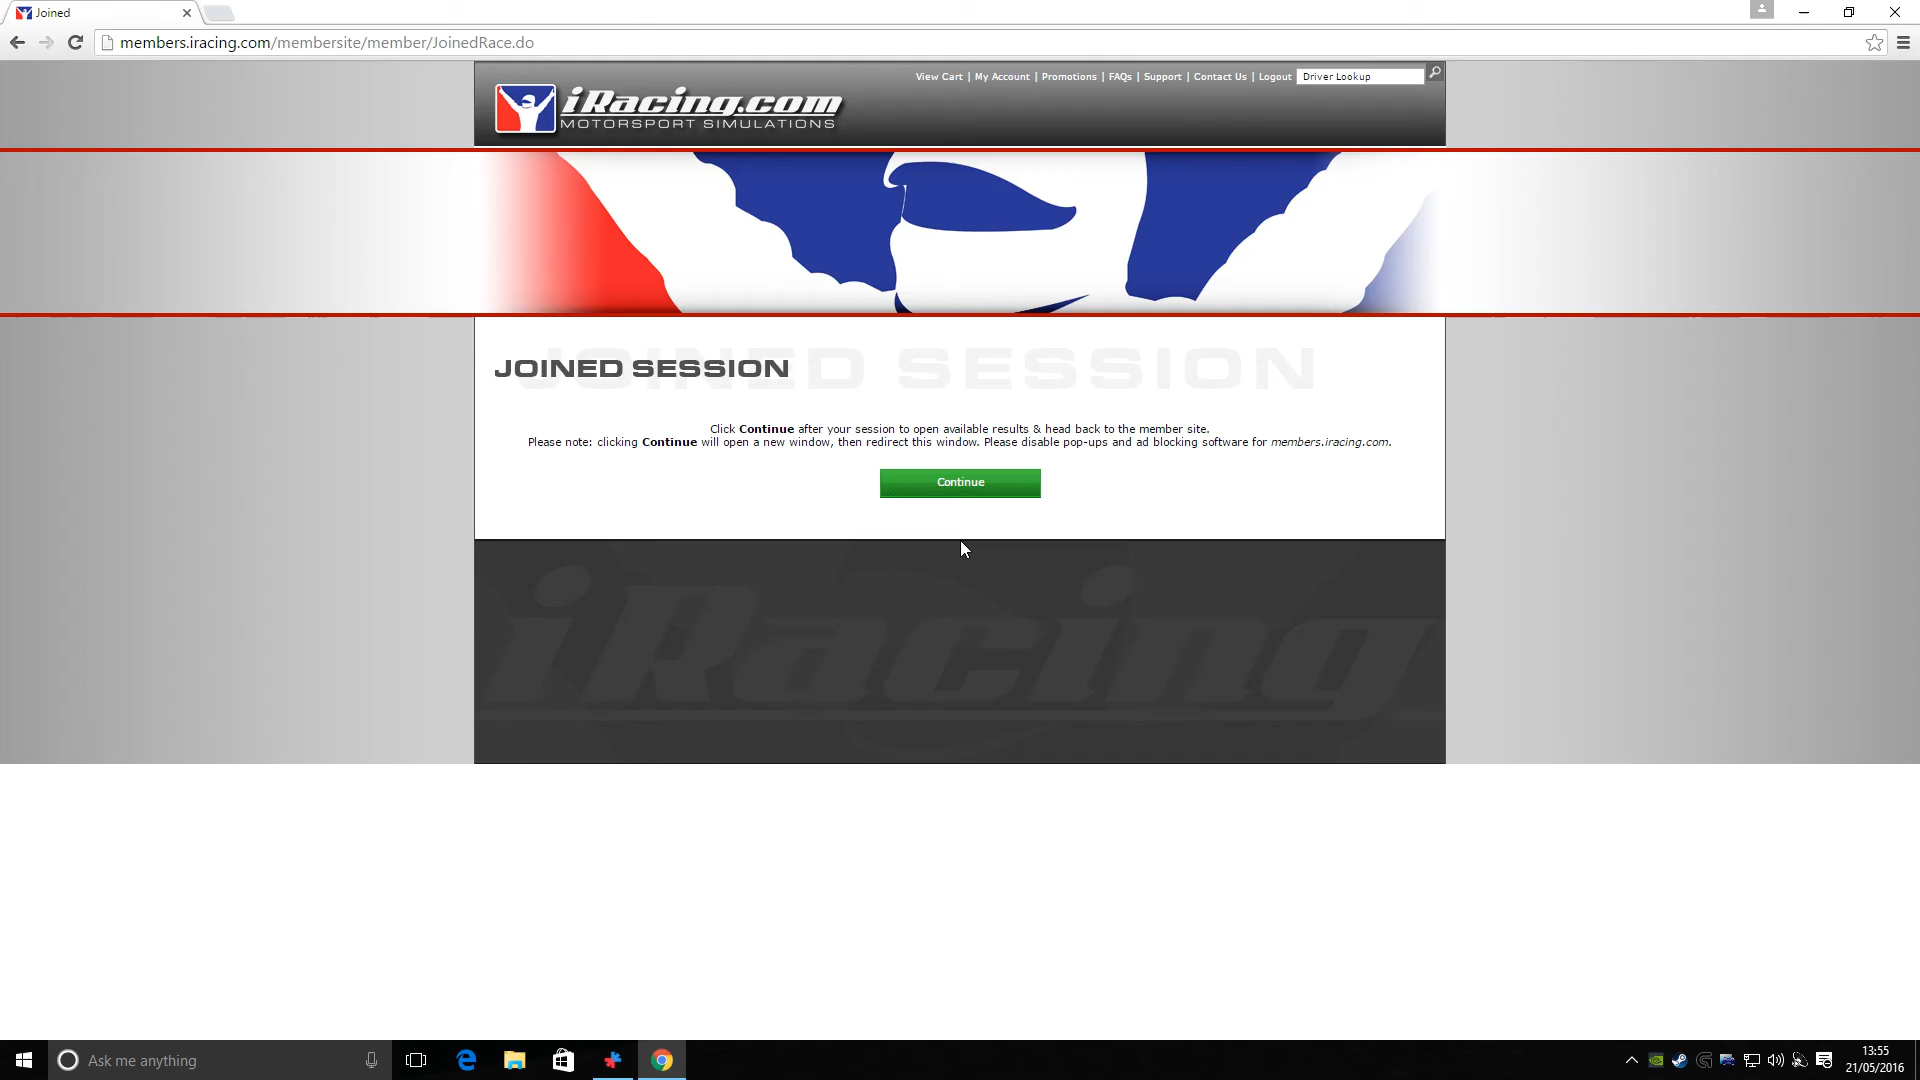 Joined
members.iracing.com/membersite/member/JoinedRace.do
View Cart | My Account | Promotions | FAQs | Support | Contact Us | Logout Driver Lookup
iRacing.com
MOTORSPORT SIMULATIONS
JOINED SESSION
JOINED SESSION
Click Continue after your session to open available results & head back to the member site.
Please note: clicking Continue will open a new window, then redirect this window. Please disable pop-ups and ad blocking software for members.iracing.com.
Continue
iRacing
Ask me anything
13:55
21/05/2016